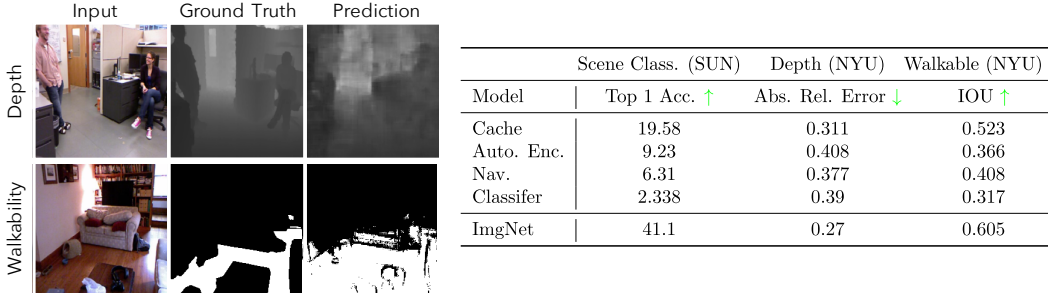 Input Ground Truth Prediction
Depth
Walkability
Scene Class. (SUN) Depth (NYU) Walkable (NYU)
Model Top 1 Acc. ↑ Abs. Rel. Error ↓ IOU ↑
Cache 19.58 0.311 0.523
Auto. Enc. 9.23 0.408 0.366
Nav. 6.31 0.377 0.408
Classifer 2.338 0.39 0.317
ImgNet 41.1 0.27 0.605